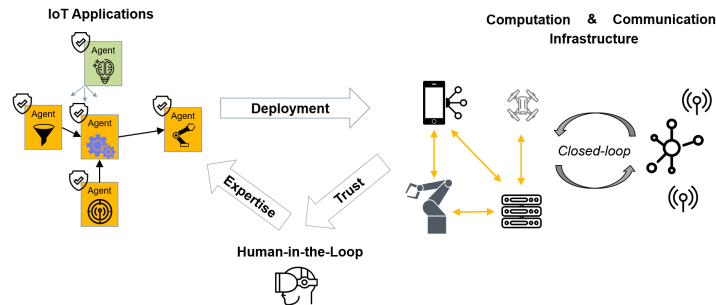 IoT Applications
Computation & Communication
Infrastructure
Agent
Agent
Agent
Agent
Agent
Deployment
Closed-loop
Expertise
Trust
Human-in-the-Loop